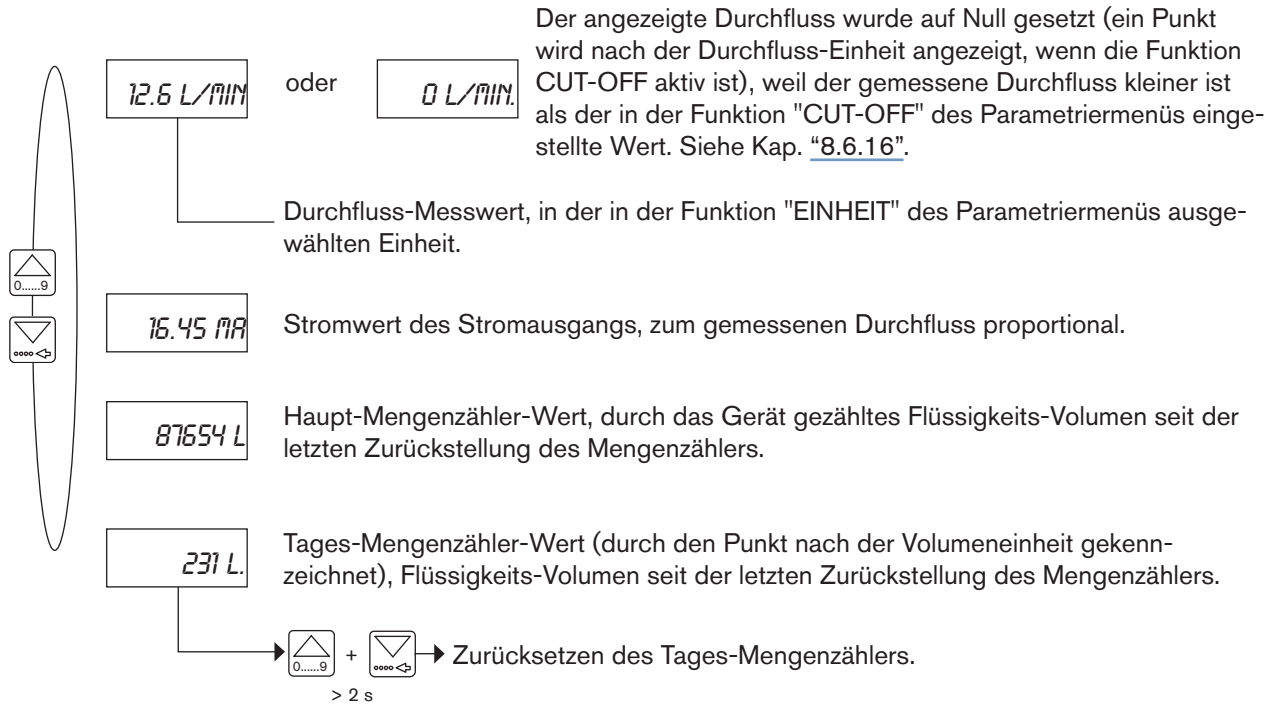 Der angezeigte Durchfluss wurde auf Null gesetzt (ein Punkt
wird nach der Durchfluss-Einheit angezeigt, wenn die Funktion
CUT-OFF aktiv ist), weil der gemessene Durchfluss kleiner ist
als der in der Funktion "CUT-OFF" des Parametriermenüs einge-
stellte Wert. Siehe Kap. “8.6.16”.
12.6 L/MIN
oder
0 L/MIN.
Durchfluss-Messwert, in der in der Funktion "EINHEIT" des Parametriermenüs ausge-
wählten Einheit.
0......9
16.45 MA
Stromwert des Stromausgangs, zum gemessenen Durchfluss proportional.
87654 L
Haupt-Mengenzähler-Wert, durch das Gerät gezähltes Flüssigkeits-Volumen seit der
letzten Zurückstellung des Mengenzählers.
231 L.
Tages-Mengenzähler-Wert (durch den Punkt nach der Volumeneinheit gekenn-
zeichnet), Flüssigkeits-Volumen seit der letzten Zurückstellung des Mengenzählers.
0......9 + Zurücksetzen des Tages-Mengenzählers.
> 2 s